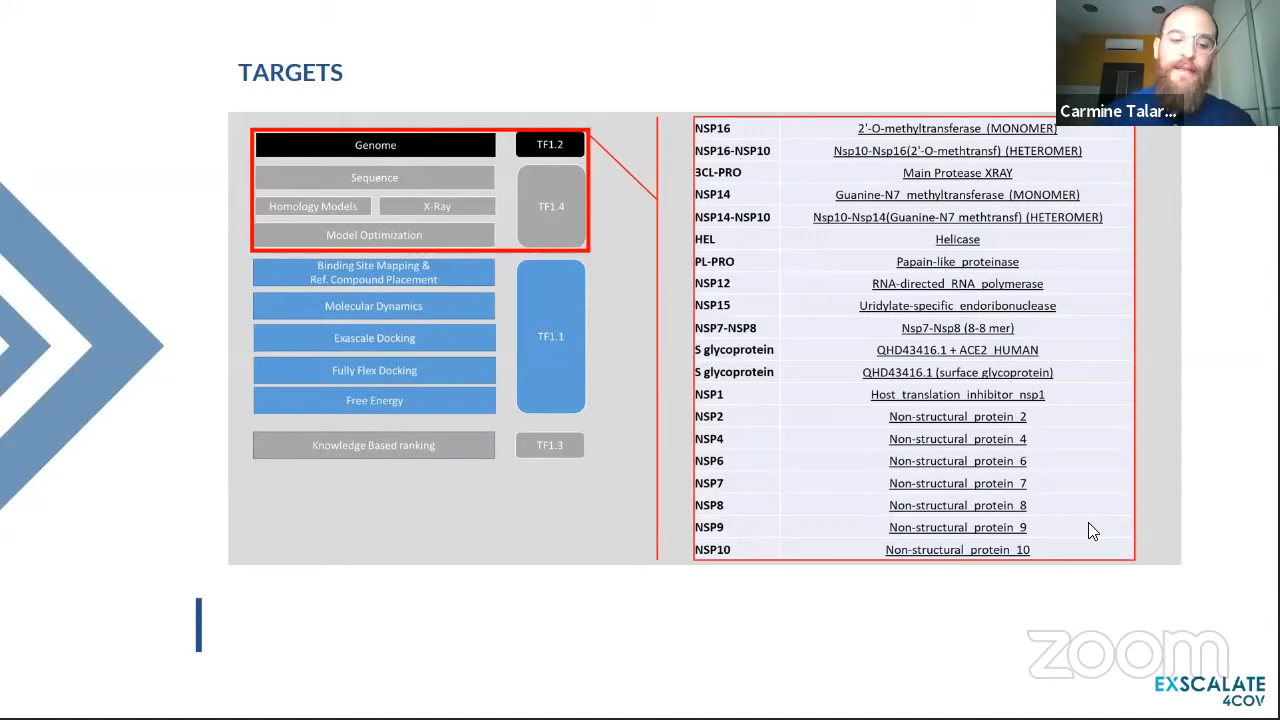 TARGETS
Carmine Talar...
Genome
TF1.2
Sequence
Homology Models
X-Ray
TF1.4
Model Optimization
Binding Site Mapping &
Ref. Compound Placement
Molecular Dynamics
Exascale Docking
TF1.1
Fully Flex Docking
Free Energy
Knowledge Based ranking
TF1.3
NSP16 2'-O-methyltransferase (MONOMER)
NSP16-NSP10 Nsp10-Nsp16(2'-O-methtransf) (HETEROMER)
3CL-PRO Main Protease XRAY
NSP14 Guanine-N7 methyltransferase (MONOMER)
NSP14-NSP10 Nsp10-Nsp14(Guanine-N7 methtransf) (HETEROMER)
HEL Helicase
PL-PRO Papain-like proteinase
NSP12 RNA-directed RNA polymerase
NSP15 Uridylate-specific endoribonuclease
NSP7-NSP8 Nsp7-Nsp8 (8-8 mer)
S glycoprotein QHD43416.1 + ACE2 HUMAN
S glycoprotein QHD43416.1 (surface glycoprotein)
NSP1 Host translation inhibitor nsp1
NSP2 Non-structural protein 2
NSP4 Non-structural protein 4
NSP6 Non-structural protein 6
NSP7 Non-structural protein 7
NSP8 Non-structural protein 8
NSP9 Non-structural protein 9
NSP10 Non-structural protein 10
zoom
EXSCALATE
4COV